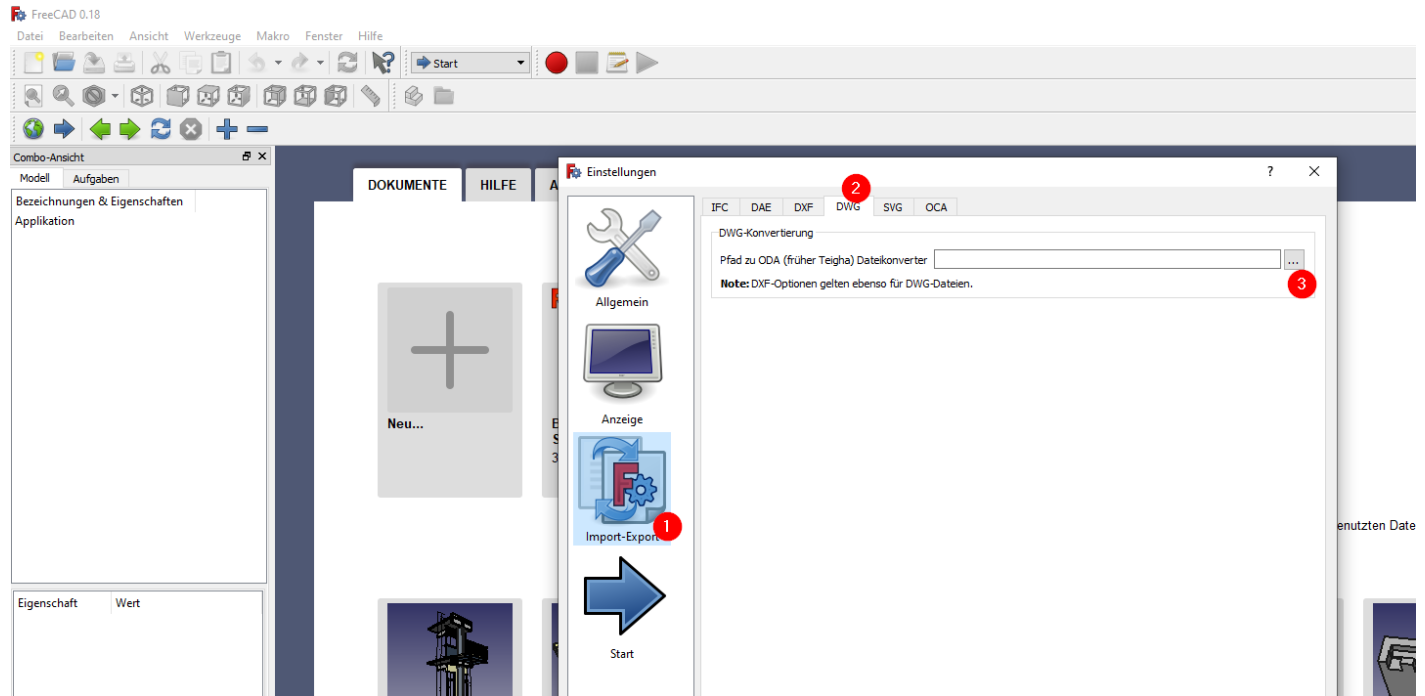 FreeCAD 0.18
Datei Bearbeiten Ansicht Werkzeuge Makro Fenster Hilfe
Start
Combo-Ansicht
Modell Aufgaben
Bezeichnungen & Eigenschaften
Applikation
Eigenschaft Wert
DOKUMENTE HILFE A
Neu...
B
S
3
enutzten Date
Einstellungen
? X
Allgemein
Anzeige
Import-Export
1
Start
2
IFC DAE DXF DWG SVG OCA
DWG-Konvertierung
Pfad zu ODA (früher Teigha) Dateikonverter ...
Note: DXF-Optionen gelten ebenso für DWG-Dateien.
3